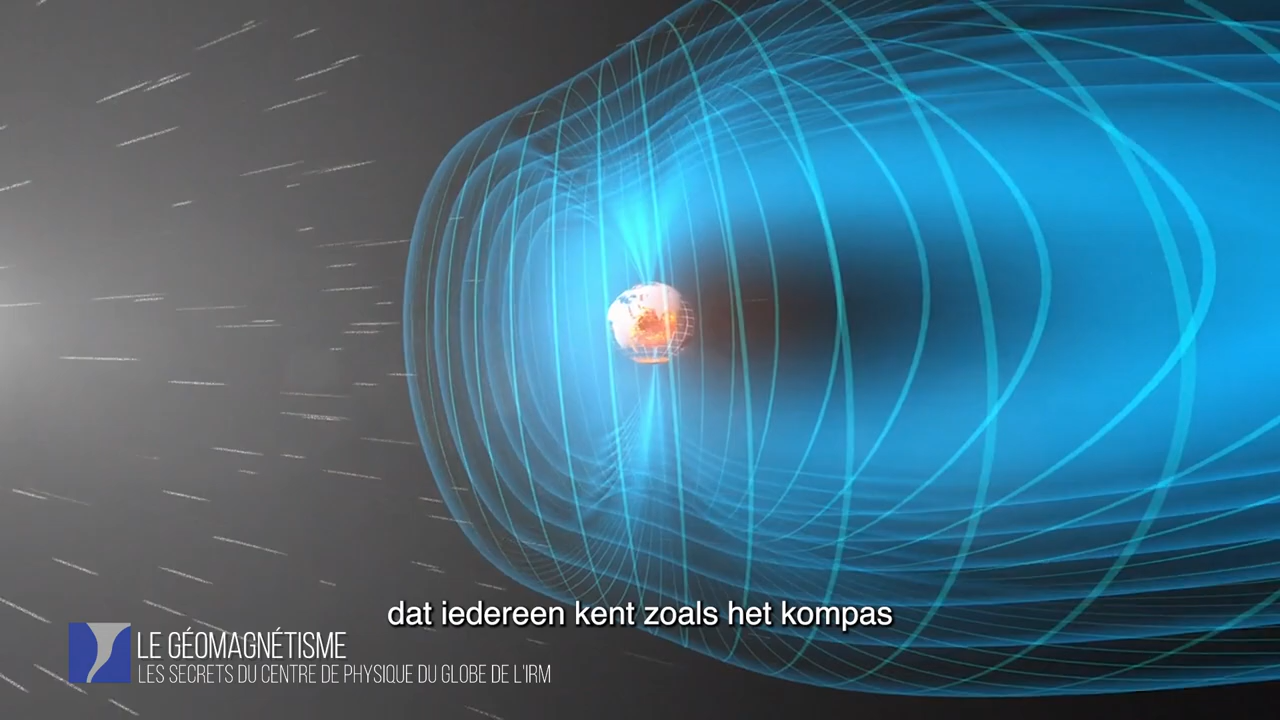 dat iedereen kent zoals het kompas
LE GÉOMAGNÉTISME
LES SECRETS DU CENTRE DE PHYSIQUE DU GLOBE DE L'IRM